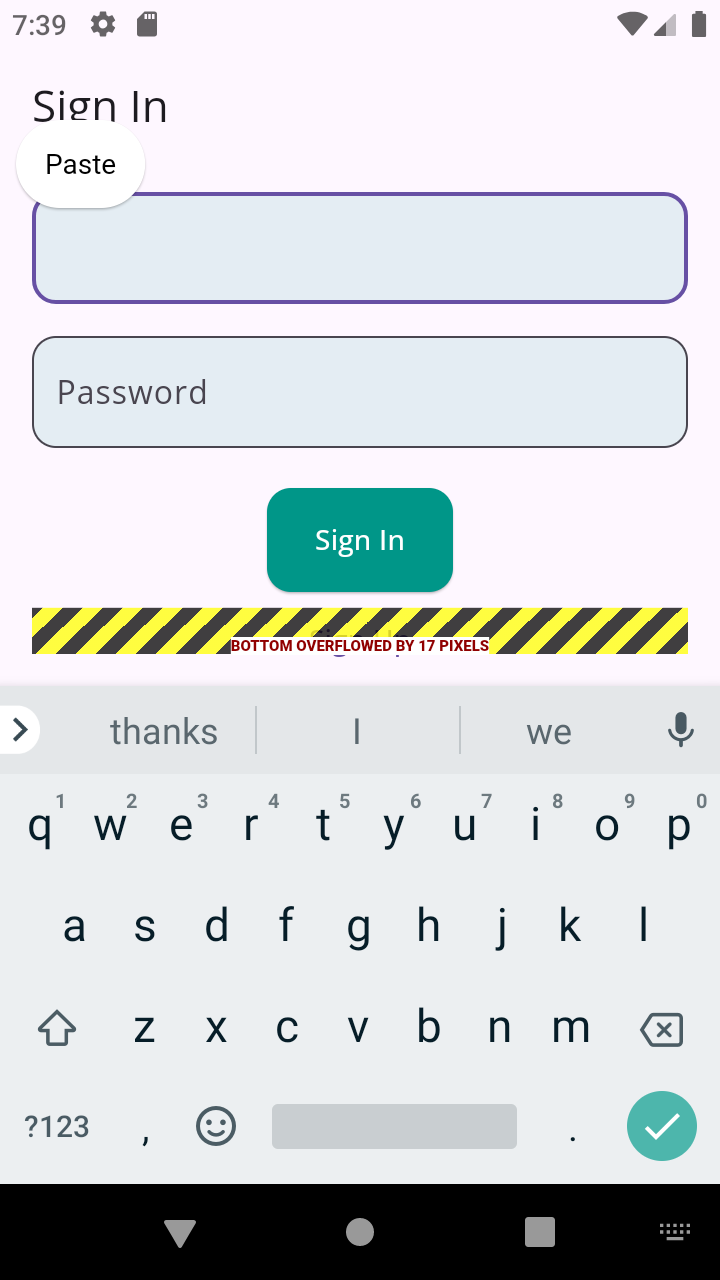 7:39
Sign In
Paste
Password
Sign In
BOTTOM OVERFLOWED BY 17 PIXELS
thanks I we
1 2 3 4 5 6 7 8 9 0
q w e r t y u i o p
a s d f g h j k l
z x c v b n m
?123 , .